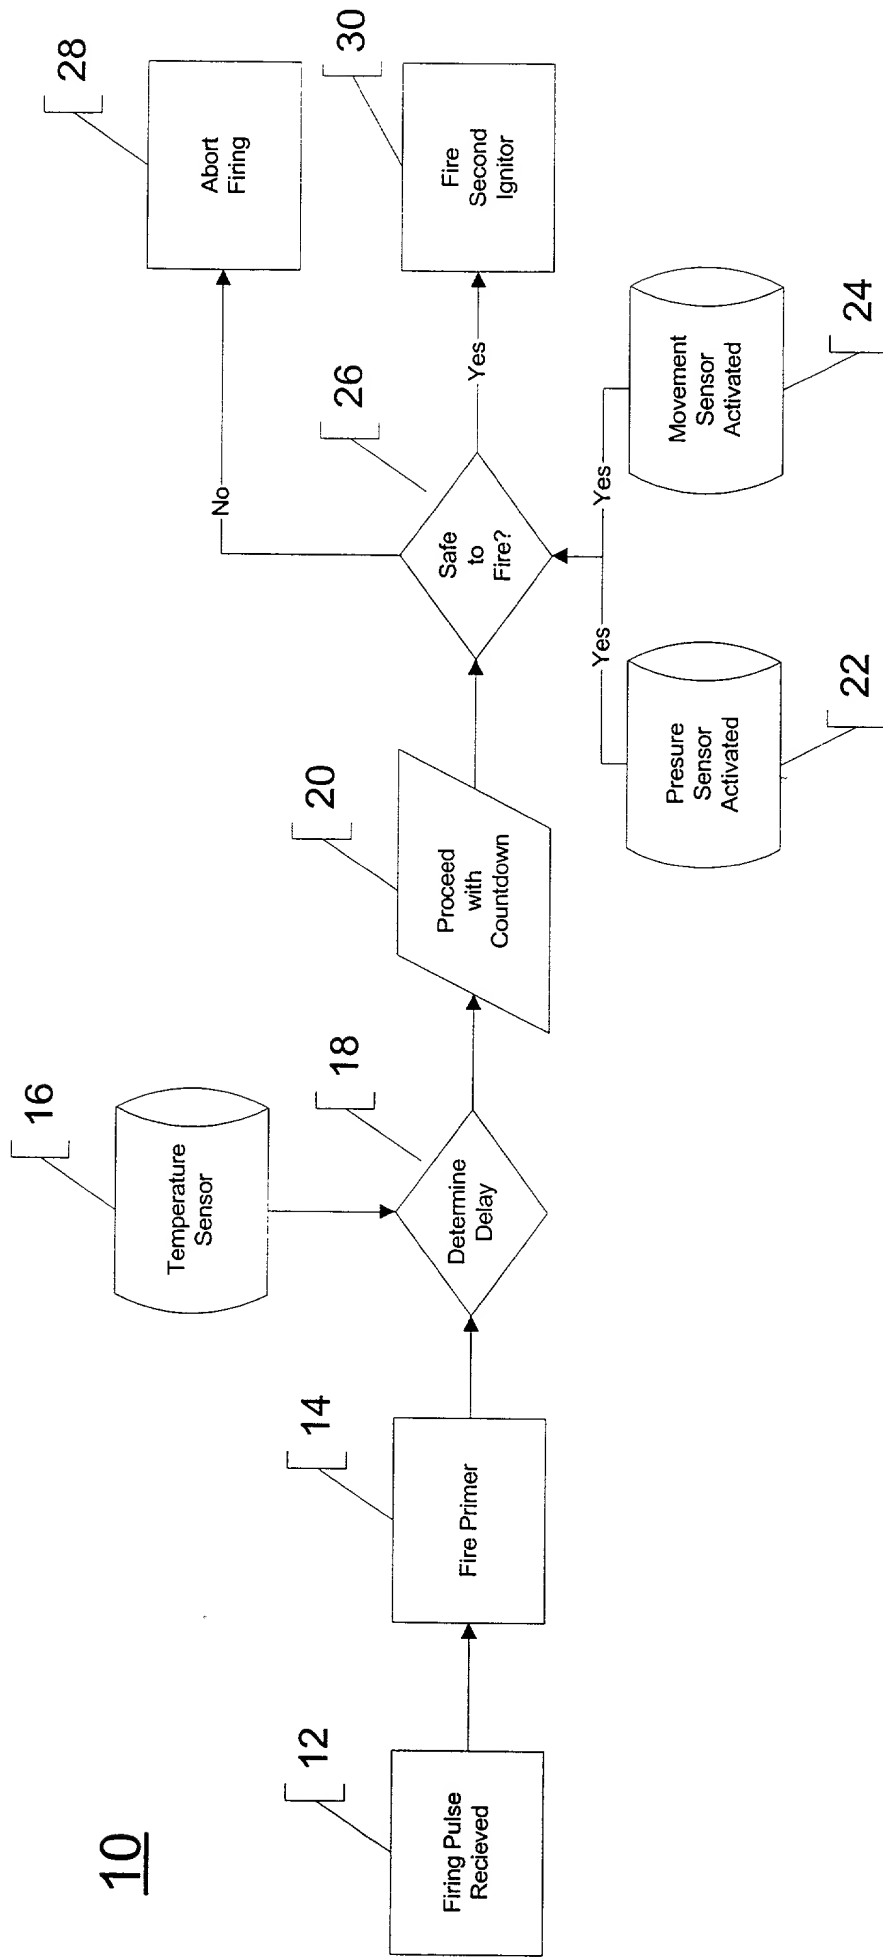 10
12
Firing Pulse
Recieved
14
Fire Primer
16
Temperature
Sensor
18
Determine
Delay
20
Proceed
with
Countdown
22
Presure
Sensor
Activated
Yes
24
Movement
Sensor
Activated
Yes
26
Safe
to
Fire?
No
28
Abort
Firing
Yes
30
Fire
Second
Ignitor